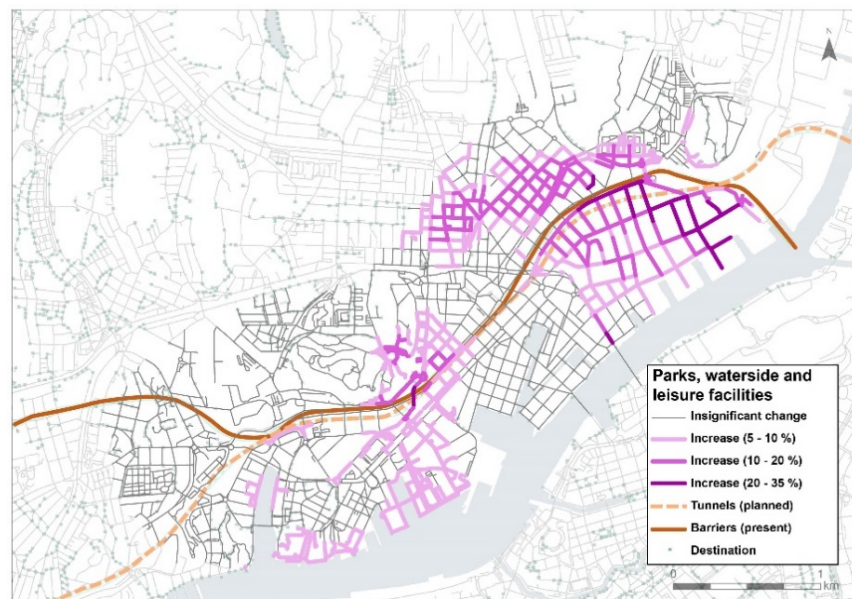 N
Parks, waterside and
leisure facilities
Insignificant change
Increase (5 - 10 %)
Increase (10 - 20 %)
Increase (20 - 35 %)
Tunnels (planned)
Barriers (present)
Destination
0 1
km